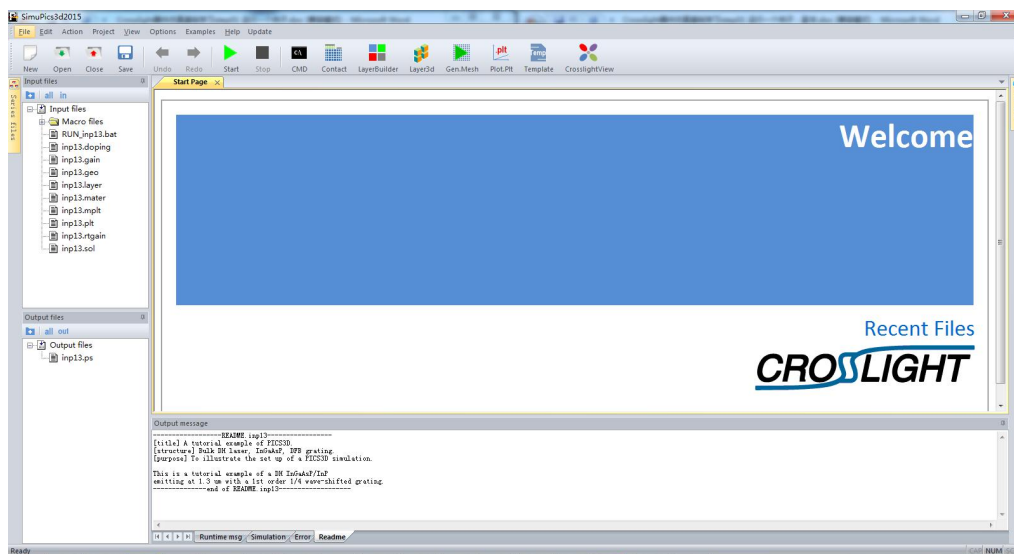 SimuPics3d2015
File Edit Action Project View Options Examples Help Update
New Open Close Save Undo Redo Start Stop CMD Contact LayerBuilder Layer3d Gen.Mesh Plot.Plt Template CrosslightView
Input files
Start Page
Series files
all in
Input files
Macro files
RUN_inp13.bat
inp13.doping
inp13.gain
inp13.geo
inp13.layer
inp13.mater
inp13.mplt
inp13.plt
inp13.rtgain
inp13.sol
Welcome
Output files
all out
Output files
inp13.ps
Recent Files
CROSSLIGHT
Output message
------------------README.inp13-----------------
[title] A tutorial example of PICS3D.
[structure] Bulk DH laser, InGaAsP, DFB grating.
[purpose] To illustrate the set up of a PICS3D simulation.
This is a tutorial example of a DH InGaAsP/InP
emitting at 1.3 um with a 1st order 1/4 wave-shifted grating.
--------------end of README.inp13-------------------
Runtime msg Simulation Error Readme
Ready
CAP NUM